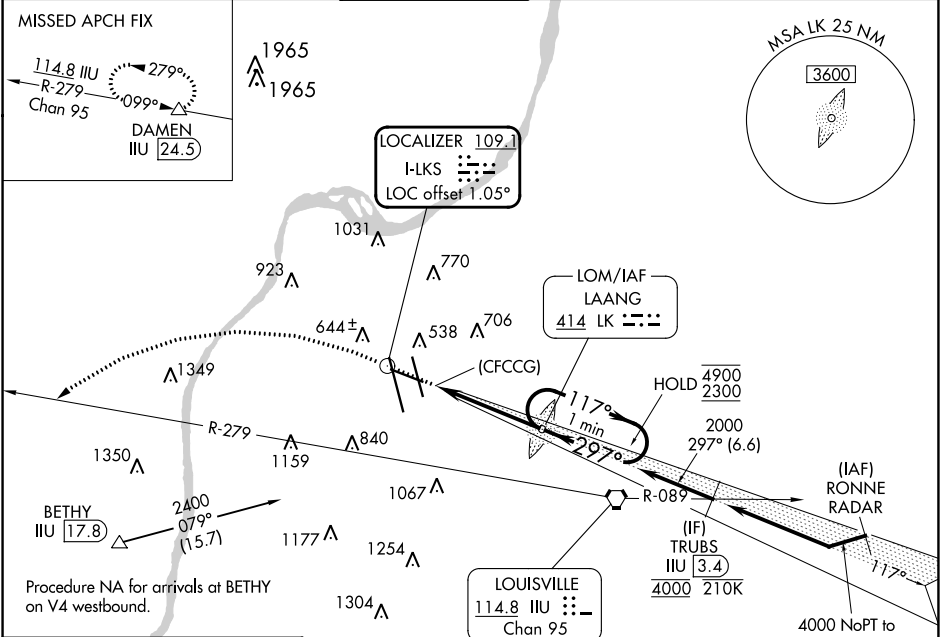 MISSED APCH FIX
114.8 IIU
R-279
Chan 95
279°
099°
DAMEN
IIU 24.5
1965
1965
MSA LK 25 NM
3600
LOCALIZER 109.1
I-LKS
LOC offset 1.05°
1031
923
770
644±
538
706
LOM/IAF
LAANG
414 LK
(CFCCG)
1349
117°
1 min
297°
HOLD 4900
2300
2000
297° (6.6)
R-279
840
1159
1350
1067
R-089
(IAF)
RONNE
RADAR
BETHY
IIU 17.8
2400
079°
(15.7)
1177
1254
(IF)
TRUBS
IIU 3.4
4000 210K
117°
Procedure NA for arrivals at BETHY
on V4 westbound.
1304
LOUISVILLE
114.8 IIU
Chan 95
4000 NoPT to